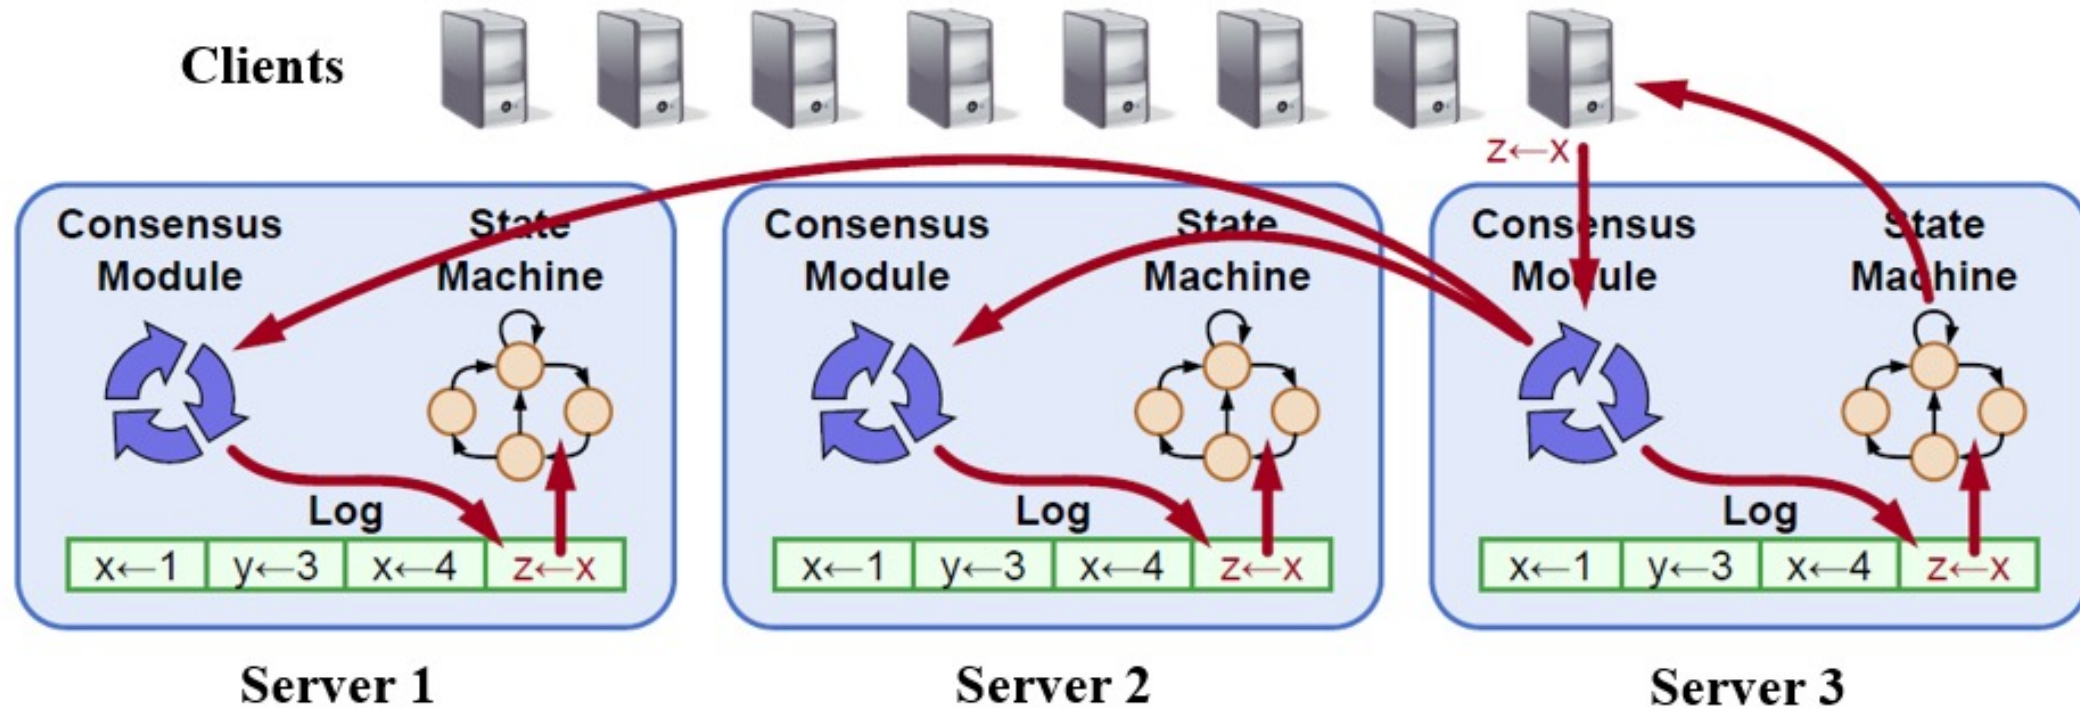 Clients
z←x
Consensus Module
State Machine
Log
x←1 y←3 x←4 z←x
Server 1
Consensus Module
State Machine
Log
x←1 y←3 x←4 z←x
Server 2
Consensus Module
State Machine
Log
x←1 y←3 x←4 z←x
Server 3